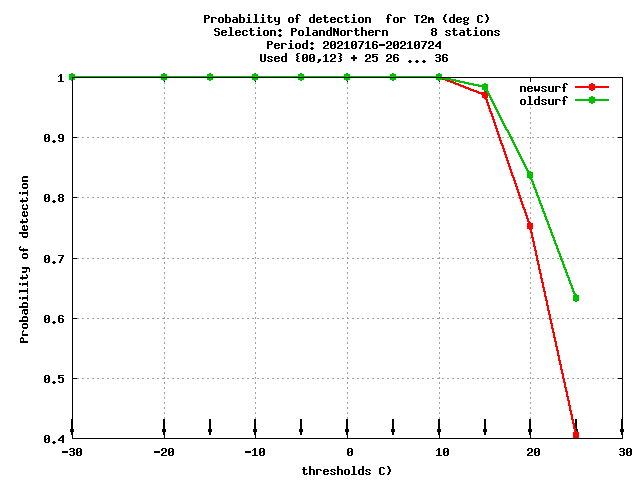 Probability of detection  for T2m (deg C)
Selection: PolandNorthern      8 stations
Period: 20210716-20210724
Used {00,12} + 25 26 ... 36
newsurf
oldsurf
Probability of detection
1
0.9
0.8
0.7
0.6
0.5
0.4
-30 -20 -10 0 10 20 30
thresholds C)